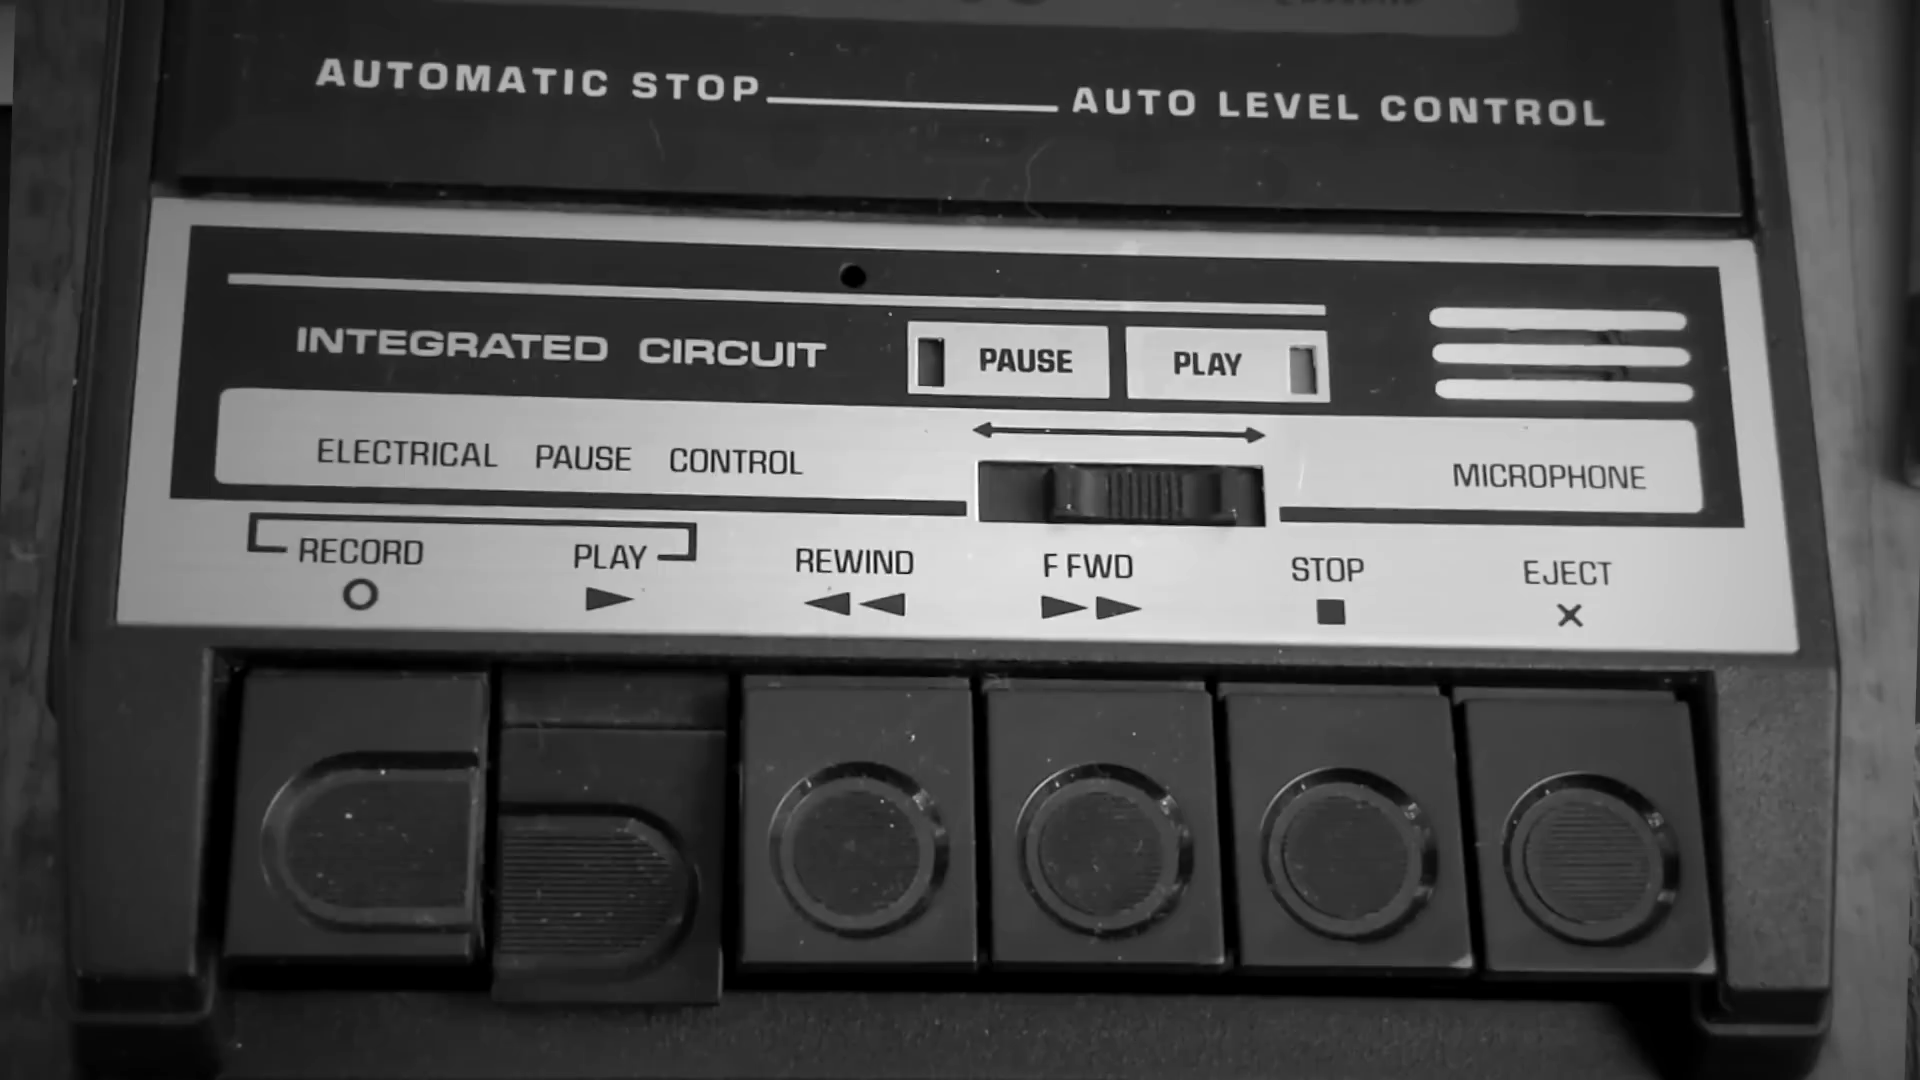 AUTOMATIC STOP AUTO LEVEL CONTROL
INTEGRATED CIRCUIT PAUSE PLAY
ELECTRICAL PAUSE CONTROL MICROPHONE
RECORD PLAY REWIND F FWD STOP EJECT